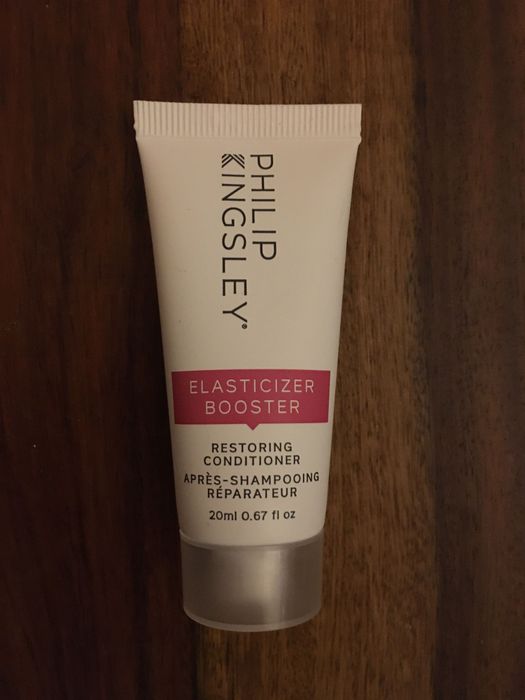 PHILIP
KINGSLEY®
ELASTICIZER
BOOSTER
RESTORING
CONDITIONER
APRÈS-SHAMPOOING
RÉPARATEUR
20ml 0.67 fl oz